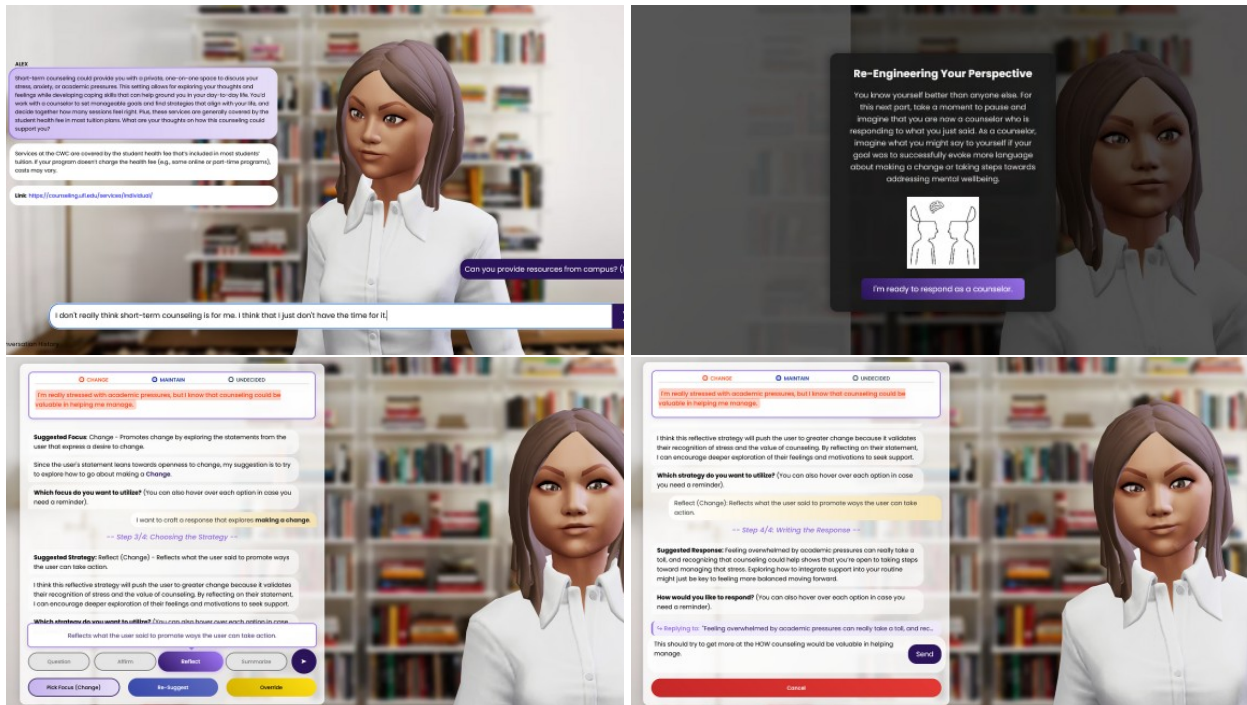 ALEX
Short-term counseling could provide you with a private, one-on-one space to discuss your
stress, anxiety, or academic pressures. This setting allows for exploring your thoughts
and feelings while developing coping skills that can help ground you in your day-to-day life. You'd
work with a counselor to set manageable goals and find strategies that align with your life, and
decide together how many sessions feel right. Plus, these services are generally covered by the
student health fee in most tuition plans. What are your thoughts on how this counseling could
support you?
Services at the CWC are covered by the student health fee that's included in most students'
tuition. If your program doesn't charge the health fee (e.g., some online or part-time programs),
costs may vary.
Link: https://counseling.ufl.edu/services/individual/
Can you provide resources from campus? (
I don't really think short-term counseling is for me. I think that I just don't have the time for it.
Re-Engineering Your Perspective
You know yourself better than anyone else. For
this next part, take a moment to pause and
imagine that you are now a counselor who is
responding to what you just said. As a counselor,
imagine what you might say to yourself if your
goal was to successfully evoke more language
about making a change or taking steps towards
addressing mental wellbeing.
I'm ready to respond as a counselor.
CHANGE MAINTAIN UNDECIDED
I'm really stressed with academic pressures, but I know that counseling could be
valuable in helping me manage.
Suggested Focus: Change - Promotes change by exploring the statements from the
user that express a desire to change.
Since the user's statement leans towards openness to change, my suggestion is to try
to explore how to go about making a Change.
Which focus do you want to utilize? (You can also hover over each option in case you
need a reminder).
I want to craft a response that explores making a change.
-- Step 3/4: Choosing the Strategy --
Suggested Strategy: Reflect (Change) - Reflects what the user said to promote ways
the user can take action.
I think this reflective strategy will push the user to greater change because it validates
their recognition of stress and the value of counseling. By reflecting on their statement,
I can encourage deeper exploration of their feelings and motivations to seek support.
Which strategy do you want to utilize? (You can also hover over each option in case
Reflects what the user said to promote ways the user can take action.
Question Affirm Reflect Summarise
Pick Focus (Change) Re-Suggest Override
CHANGE MAINTAIN UNDECIDED
I'm really stressed with academic pressures, but I know that counseling could be
valuable in helping me manage.
I think this reflective strategy will push the user to greater change because it validates
their recognition of stress and the value of counseling. By reflecting on their statement,
I can encourage deeper exploration of their feelings and motivations to seek support.
Which strategy do you want to utilize? (You can also hover over each option in case
you need a reminder).
Reflect (Change): Reflects what the user said to promote ways the user can take
action.
-- Step 4/4: Writing the Response --
Suggested Response: Feeling overwhelmed by academic pressures can really take a
toll, and recognizing that counseling could help shows that you're open to taking steps
toward managing that stress. Exploring how to integrate support into your routine
might just be key to feeling more balanced moving forward.
How would you like to respond? (You can also hover over each option in case you
need a reminder).
Replying to: "Feeling overwhelmed by academic pressures can really take a toll, and rec...
This should try to get more at the HOW counseling would be valuable in helping
manage.
Send
Cancel